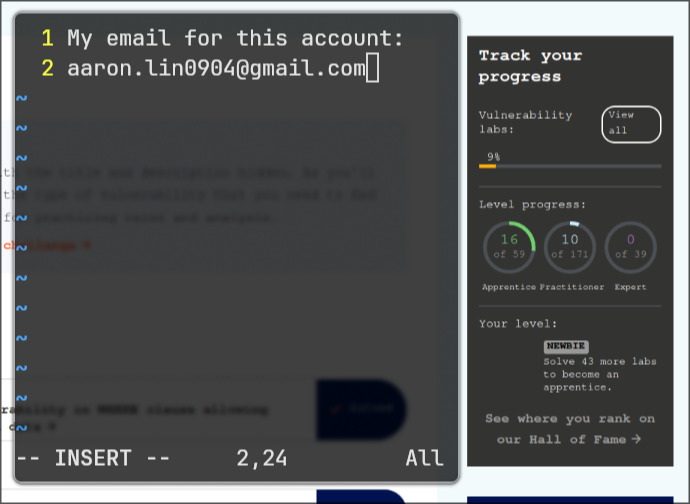 1 My email for this account:
2 aaron.lin0904@gmail.com
~
~
~
~
~
~
~
~
~
~
~
~
-- INSERT -- 2,24 All
Track your
progress
Vulnerability
labs:
View
all
9%
Level progress:
16
of 59
10
of 171
0
of 39
Apprentice Practitioner Expert
Your level:
NEWBIE
Solve 43 more labs
to become an
apprentice.
See where you rank on
our Hall of Fame →